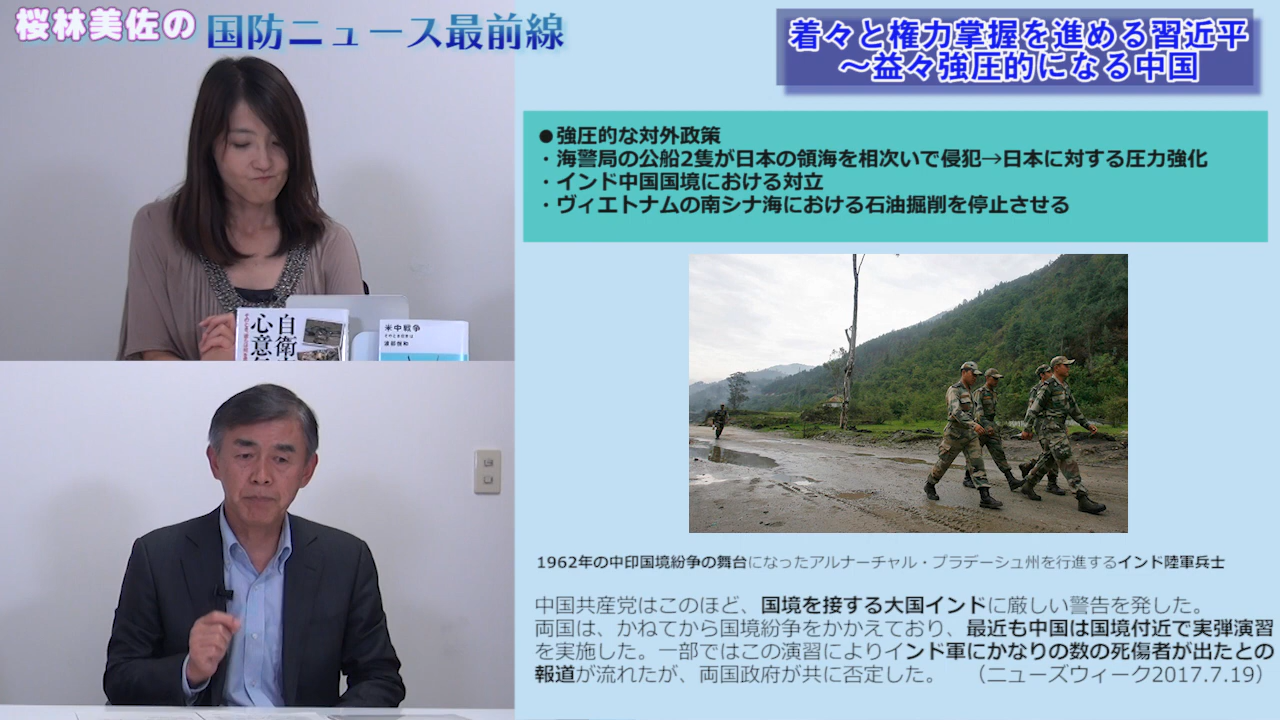 桜林美佐の
国防ニュース最前線
着々と権力掌握を進める習近平
～益々強圧的になる中国
●強圧的な対外政策
・海警局の公船2隻が日本の領海を相次いで侵犯→日本に対する圧力強化
・インド中国国境における対立
・ヴィエトナムの南シナ海における石油掘削を停止させる
自衛
心意
米中戦争
渡部悦和
1962年の中印国境紛争の舞台になったアルナーチャル・プラデーシュ州を行進するインド陸軍兵士
中国共産党はこのほど、国境を接する大国インドに厳しい警告を発した。
両国は、かねてから国境紛争をかかえており、最近も中国は国境付近で実弾演習
を実施した。一部ではこの演習によりインド軍にかなりの数の死傷者が出たとの
報道が流れたが、両国政府が共に否定した。　（ニューズウィーク2017.7.19）